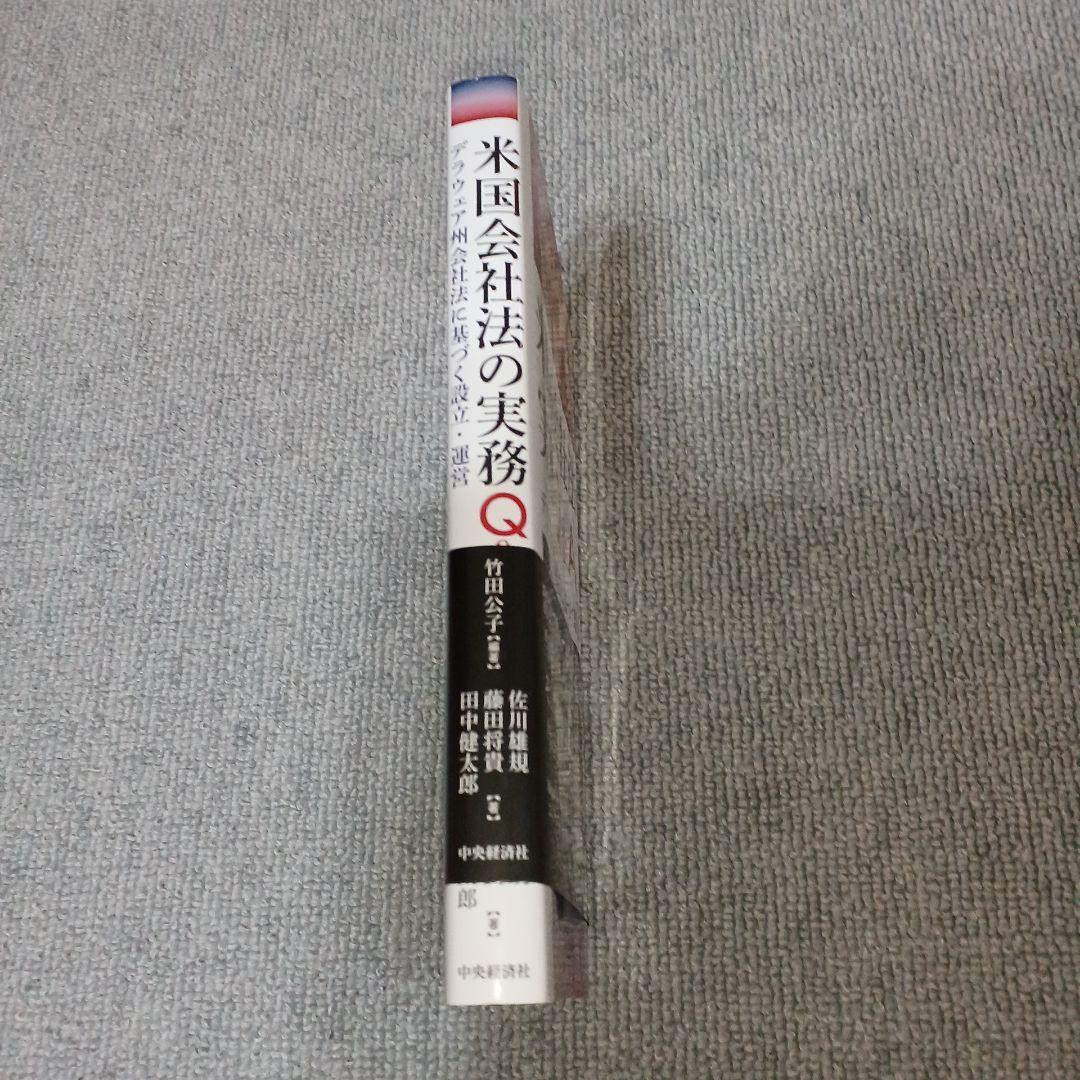 米国会社法の実務Q
デラウェア州会社法に基づく設立・運営
竹田公子【編著】
佐川雄規
藤田将貴【著】
田中健太郎
中央経済社
郎【著】
中央経済社